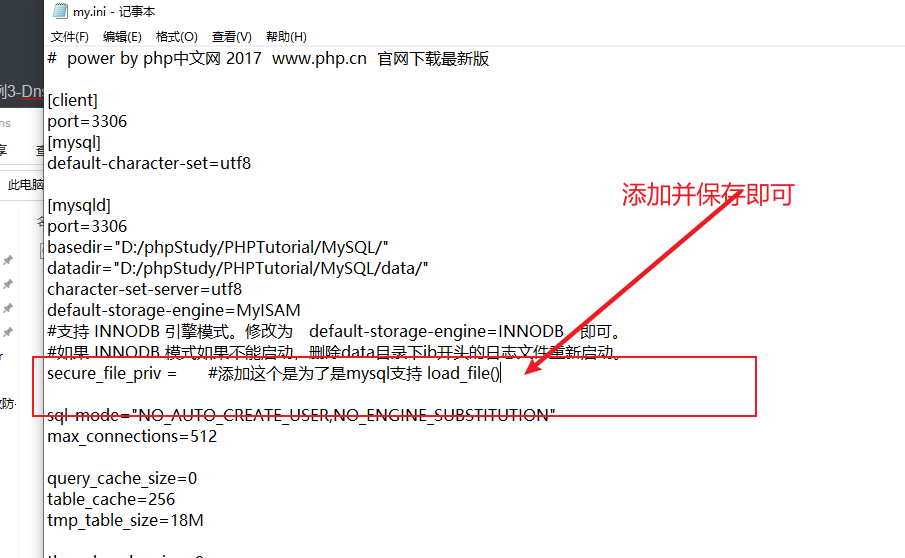 my.ini - 记事本
文件(F) 编辑(E) 格式(O) 查看(V) 帮助(H)
# power by php中文网 2017 www.php.cn 官网下载最新版
例3-Dns
[client]
port=3306
[mysql]
default-character-set=utf8
此电脑
添加并保存即可
[mysqld]
port=3306
basedir="D:/phpStudy/PHPTutorial/MySQL/"
datadir="D:/phpStudy/PHPTutorial/MySQL/data/"
character-set-server=utf8
default-storage-engine=MyISAM
#支持 INNODB 引擎模式。修改为 default-storage-engine=INNODB 即可。
#如果 INNODB 模式如果不能启动，删除data目录下ib开头的日志文件重新启动。
secure_file_priv = #添加这个是为了是mysql支持 load_file()
sql-mode="NO_AUTO_CREATE_USER,NO_ENGINE_SUBSTITUTION"
max_connections=512
query_cache_size=0
table_cache=256
tmp_table_size=18M